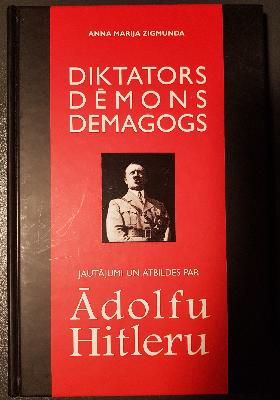 ANNA MARIJA ZIGMUNDA
DIKTATORS
DĒMONS
DEMAGOGS
JAUTĀJUMI UN ATBILDES PAR
Ādolfu
Hitleru